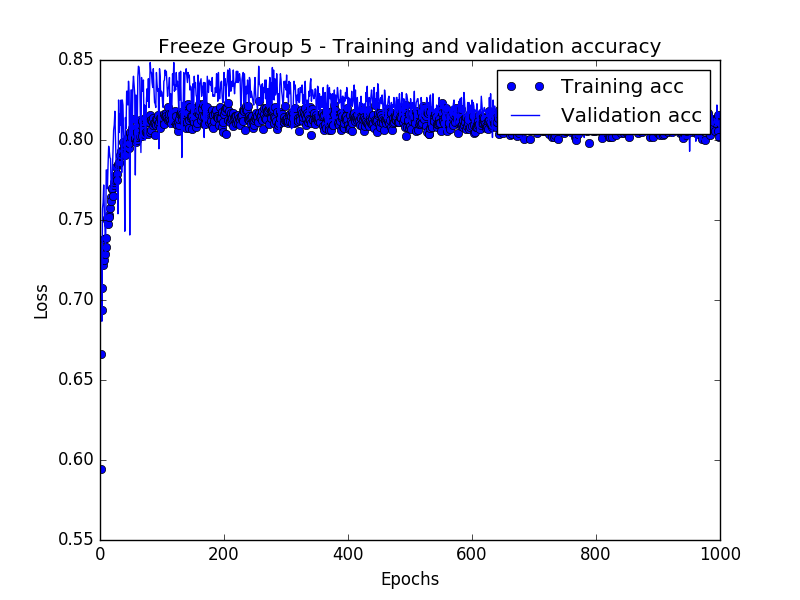 Freeze Group 5 - Training and validation accuracy
0.85
Training acc
Validation acc
0.80
0.75
0.70
Loss
0.65
0.60
0.55
0
200
400
600
800
1000
Epochs